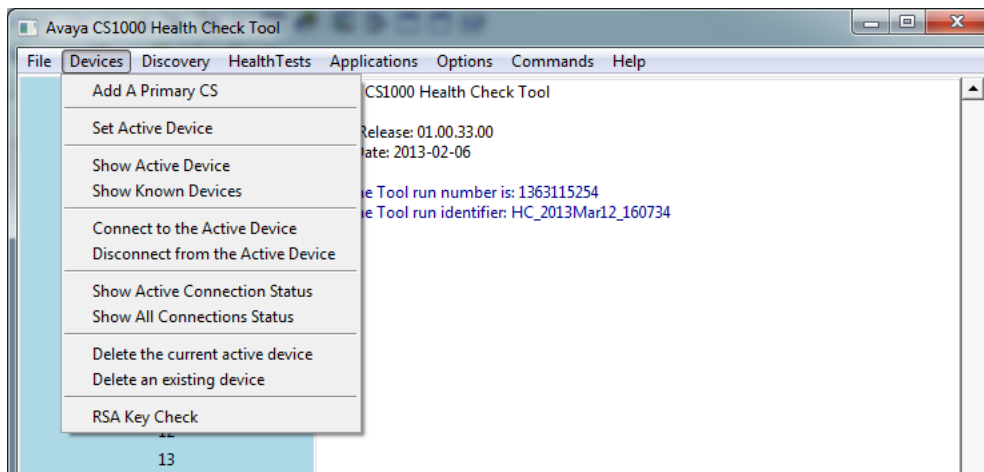 Avaya CS1000 Health Check Tool
File Devices Discovery HealthTests Applications Options Commands Help
Add A Primary CS
Set Active Device
Show Active Device
Show Known Devices
Connect to the Active Device
Disconnect from the Active Device
Show Active Connection Status
Show All Connections Status
Delete the current active device
Delete an existing device
RSA Key Check
12
13
CS1000 Health Check Tool
Release: 01.00.33.00
Date: 2013-02-06
Tool run number is: 1363115254
Tool run identifier: HC_2013Mar12_160734